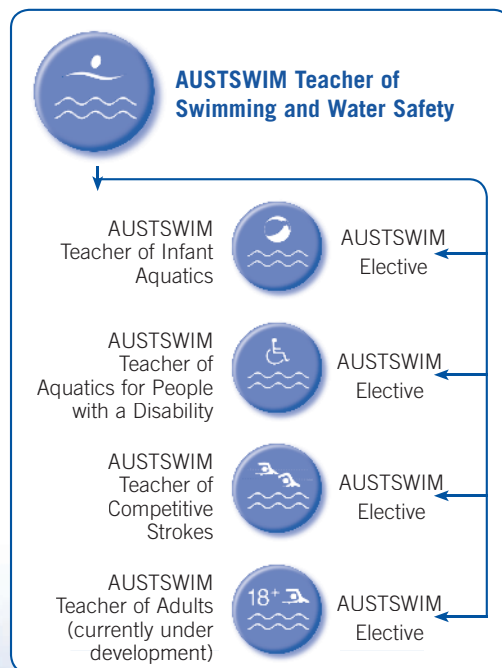 AUSTSWIM Teacher of
Swimming and Water Safety
AUSTSWIM
Teacher of Infant
Aquatics
AUSTSWIM
Elective
AUSTSWIM
Teacher of
Aquatics for People
with a Disability
AUSTSWIM
Elective
AUSTSWIM
Teacher of
Competitive
Strokes
AUSTSWIM
Elective
AUSTSWIM
Teacher of Adults
(currently under
development)
18+
AUSTSWIM
Elective